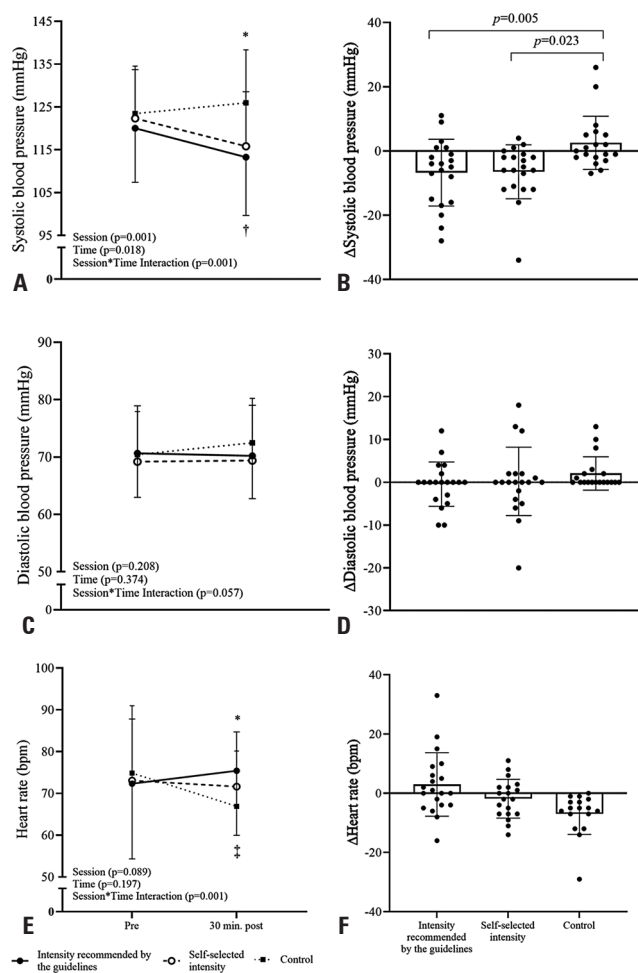 Systolic blood pressure (mmHg)
145
135
125
115
105
95
0
*
†
Session (p=0.001)
Time (p=0.018)
Session*Time Interaction (p=0.001)
A
ΔSystolic blood pressure (mmHg)
40
20
0
-20
-40
p=0.005
p=0.023
B
Diastolic blood pressure (mmHg)
90
80
70
60
50
0
Session (p=0.208)
Time (p=0.374)
Session*Time Interaction (p=0.057)
C
ΔDiastolic blood pressure (mmHg)
30
20
10
0
-10
-20
-30
D
Heart rate (bpm)
100
90
80
70
60
50
0
*
‡
Session (p=0.089)
Time (p=0.197)
Session*Time Interaction (p=0.001)
E
Pre
30 min. post
ΔHeart rate (bpm)
40
20
0
-20
-40
F
Intensity
recommended
by the guidelines
Self-selected
intensity
Control
Intensity recommended by
the guidelines
Self-selected
intensity
Control